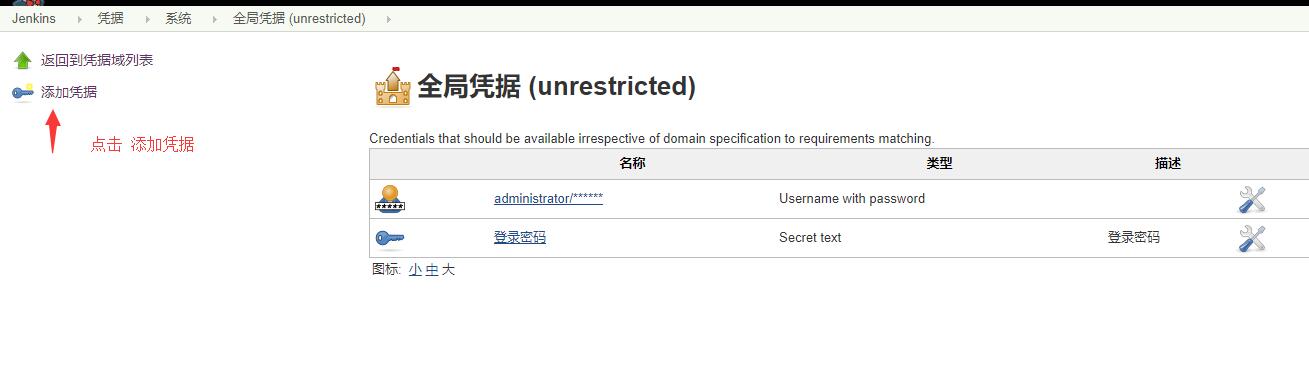 Jenkins 凭据 系统 全局凭据 (unrestricted)
返回到凭据域列表
添加凭据
点击 添加凭据
全局凭据 (unrestricted)
Credentials that should be available irrespective of domain specification to requirements matching.
名称 类型 描述
administrator/****** Username with password
登录密码 Secret text 登录密码
图标: 小 中 大